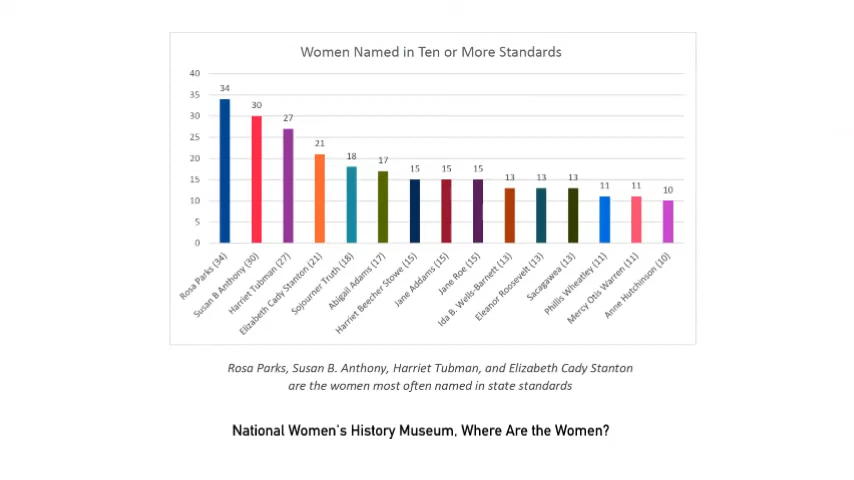 Women Named in Ten or More Standards
40
35
30
25
20
15
10
5
0
34
30
27
21
18
17
15
15
15
13
13
13
11
11
10
Rosa Parks (34)
Susan B Anthony (30)
Harriet Tubman (27)
Elizabeth Cady Stanton (21)
Sojourner Truth (18)
Abigail Adams (17)
Harriet Beecher Stowe (15)
Jane Addams (15)
Jane Roe (15)
Ida B. Wells-Barnett (13)
Eleanor Roosevelt (13)
Sacagawea (13)
Phillis Wheatley (11)
Mercy Otis Warren (11)
Anne Hutchinson (10)
Rosa Parks, Susan B. Anthony, Harriet Tubman, and Elizabeth Cady Stanton
are the women most often named in state standards
National Women's History Museum, Where Are the Women?